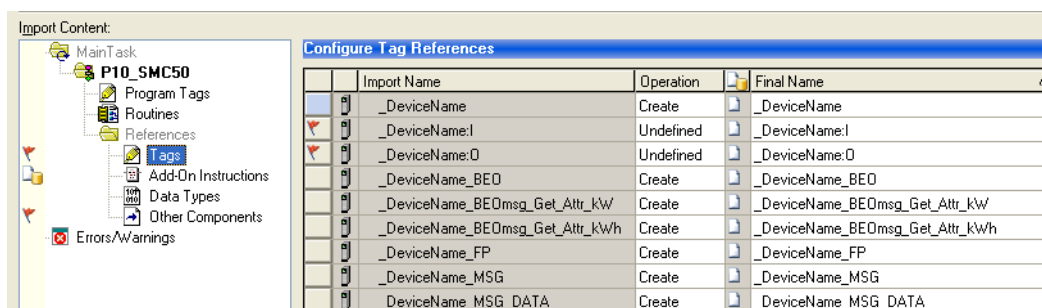 Import Content:
MainTask
P10_SMC50
Program Tags
Routines
References
Tags
Add-On Instructions
Data Types
Other Components
Errors/Warnings
Configure Tag References
Import Name Operation Final Name
_DeviceName Create _DeviceName
_DeviceName:I Undefined _DeviceName:I
_DeviceName:O Undefined _DeviceName:O
_DeviceName_BEO Create _DeviceName_BEO
_DeviceName_BEOmsg_Get_Attr_kW Create _DeviceName_BEOmsg_Get_Attr_kW
_DeviceName_BEOmsg_Get_Attr_kWh Create _DeviceName_BEOmsg_Get_Attr_kWh
_DeviceName_FP Create _DeviceName_FP
_DeviceName_MSG Create _DeviceName_MSG
_DeviceName_MSG_DATA Create _DeviceName_MSG_DATA